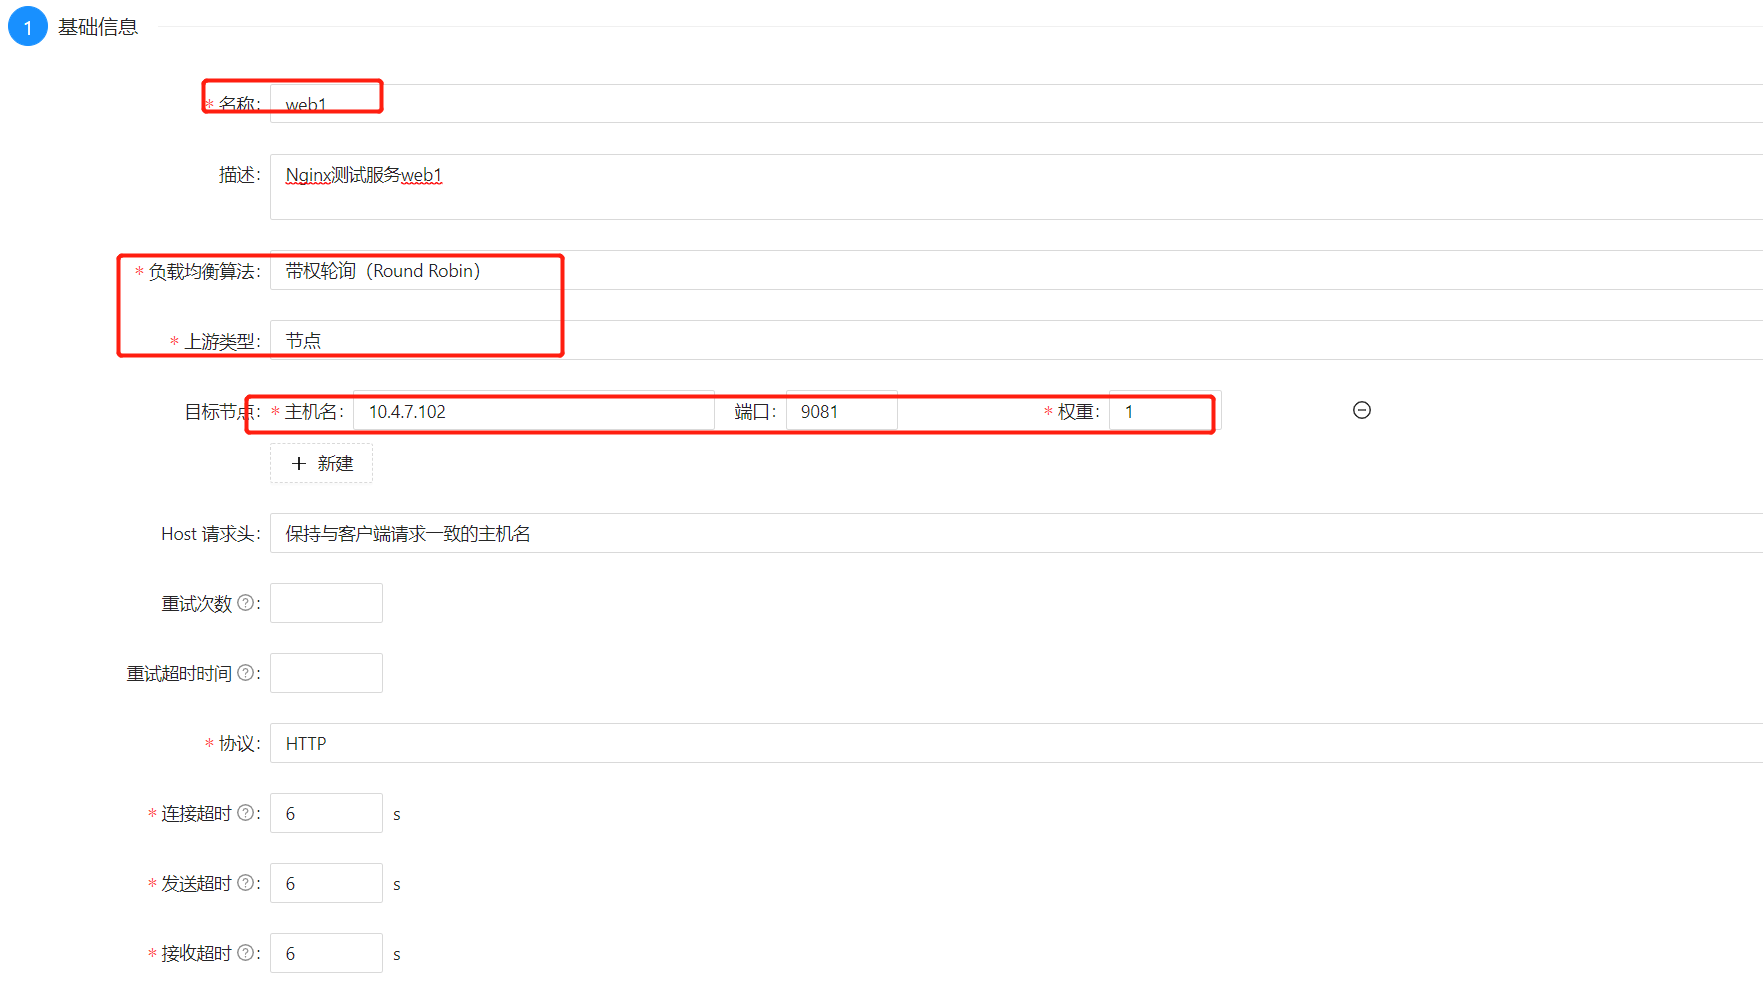 1 基础信息
* 名称: web1
描述: Nginx测试服务web1
* 负载均衡算法: 带权轮询（Round Robin）
* 上游类型: 节点
目标节点: * 主机名: 10.4.7.102 端口: 9081 * 权重: 1
+ 新建
Host 请求头: 保持与客户端请求一致的主机名
重试次数 ? :
重试超时时间 ? :
* 协议: HTTP
* 连接超时 ? : 6 s
* 发送超时 ? : 6 s
* 接收超时 ? : 6 s